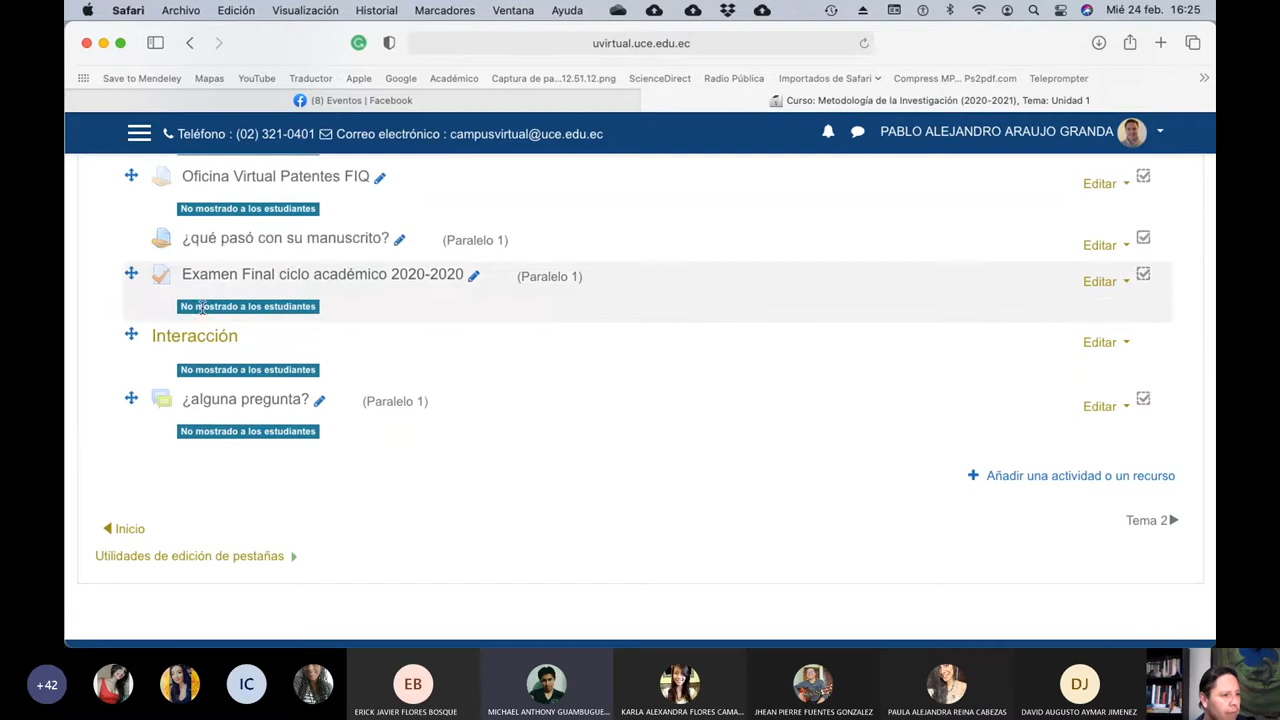 Safari Archivo Edición Visualización Historial Marcadores Ventana Ayuda Mié 24 feb. 16:25
uvirtual.uce.edu.ec
Save to Mendeley Mapas YouTube Traductor Apple Google Académico Captura de pa...12.51.12.png ScienceDirect Radio Pública Importados de Safari Compress MP... Ps2pdf.com Teleprompter
(8) Eventos | Facebook Curso: Metodología de la Investigación (2020-2021), Tema: Unidad 1
Teléfono : (02) 321-0401 Correo electrónico : campusvirtual@uce.edu.ec PABLO ALEJANDRO ARAUJO GRANDA
Oficina Virtual Patentes FIQ Editar
No mostrado a los estudiantes
¿qué pasó con su manuscrito? (Paralelo 1) Editar
Examen Final ciclo académico 2020-2020 (Paralelo 1) Editar
No mostrado a los estudiantes
Interacción Editar
No mostrado a los estudiantes
¿alguna pregunta? (Paralelo 1) Editar
No mostrado a los estudiantes
Añadir una actividad o un recurso
Inicio Tema 2
Utilidades de edición de pestañas
+42 IC EB DJ
ERICK JAVIER FLORES BOSQUE MICHAEL ANTHONY GUAMBUGUE... KARLA ALEXANDRA FLORES CAMA... JHEAN PIERRE FUENTES GONZALEZ PAULA ALEJANDRA REINA CABEZAS DAVID AUGUSTO AYMAR JIMENEZ